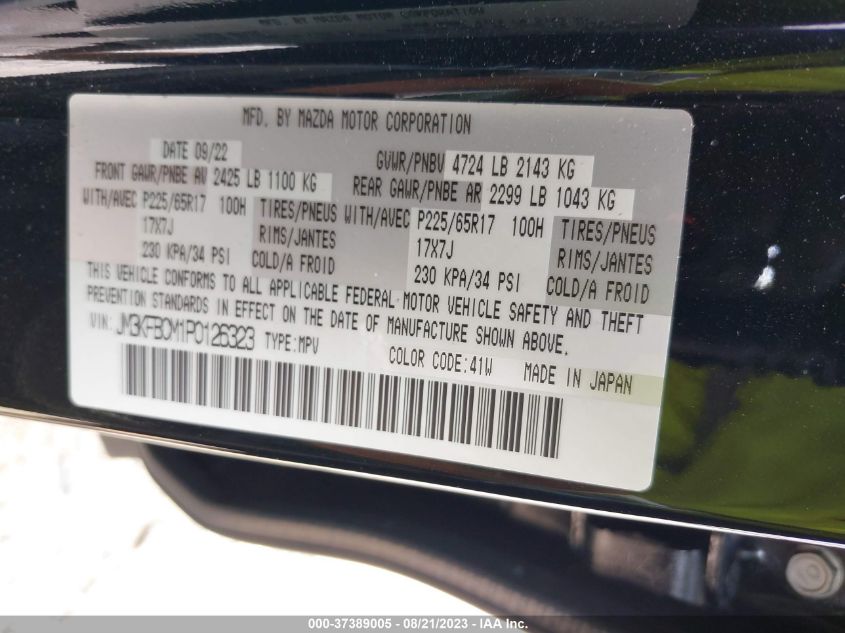 MFD. BY MAZDA MOTOR CORPORATION
DATE 09/22
GVWR/PNBV 4724 LB 2143 KG
FRONT GAWR/PNBE AV 2425 LB 1100 KG
REAR GAWR/PNBE AR 2299 LB 1043 KG
WITH/AVEC P225/65R17 100H TIRES/PNEUS
17X7J RIMS/JANTES
230 KPA/34 PSI COLD/A FROID
WITH/AVEC P225/65R17 100H TIRES/PNEUS
17X7J RIMS/JANTES
230 KPA/34 PSI COLD/A FROID
THIS VEHICLE CONFORMS TO ALL APPLICABLE FEDERAL MOTOR VEHICLE SAFETY AND THEFT
PREVENTION STANDARDS IN EFFECT ON THE DATE OF MANUFACTURE SHOWN ABOVE.
VIN: JM3KFBCM1P0126323 TYPE:MPV
COLOR CODE:41W MADE IN JAPAN
000-37389005 - 08/21/2023 - IAA Inc.